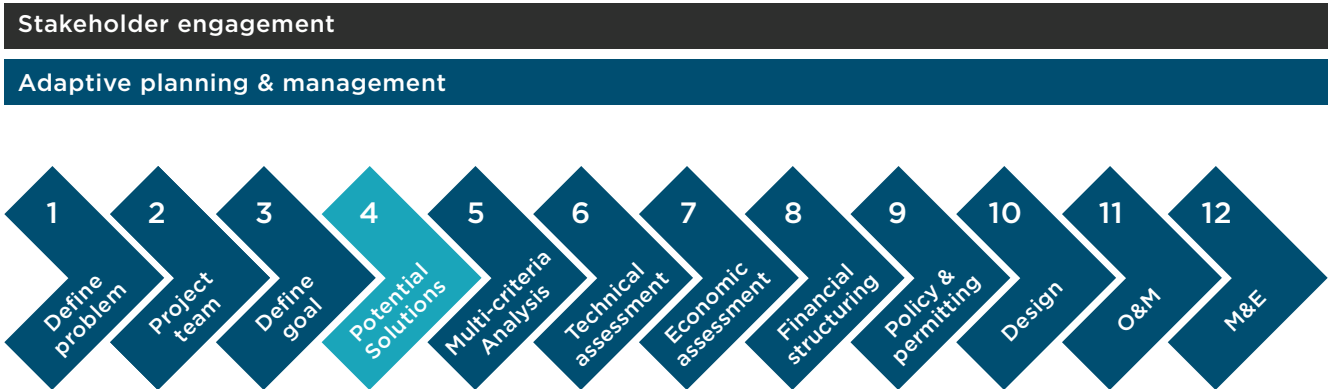 Stakeholder engagement
Adaptive planning & management
1
Define
problem
2
Project
team
3
Define
goal
4
Potential
Solutions
5
Multi-criteria
Analysis
6
Technical
assessment
7
Economic
assessment
8
Financial
structuring
9
Policy &
permitting
10
Design
11
O&M
12
M&E